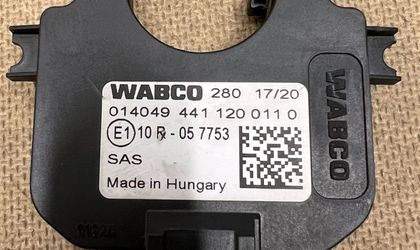 WABCO 280 17/20
014049 441 120 011 0
E1 10 R - 05 7753
SAS
Made in Hungary
WABCO